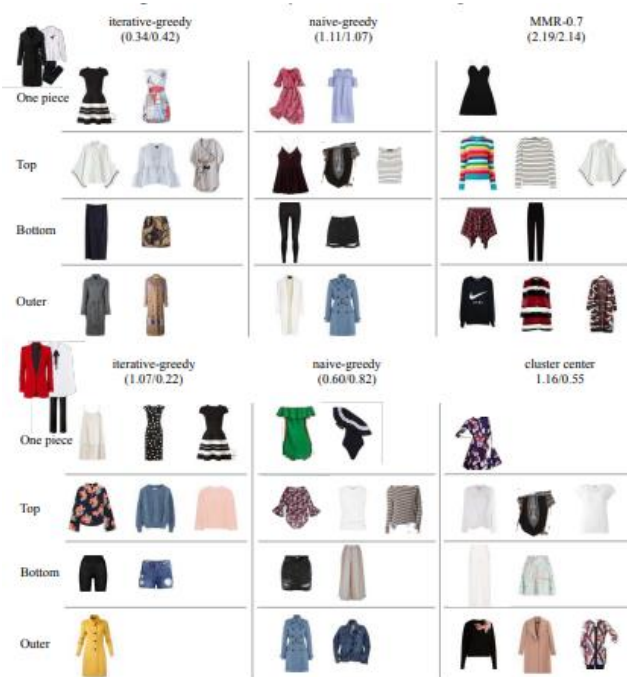 iterative-greedy naive-greedy MMR-0.7
(0.34/0.42) (1.11/1.07) (2.19/2.14)
One piece
Top
Bottom
Outer
iterative-greedy naive-greedy cluster center
(1.07/0.22) (0.60/0.82) 1.16/0.55
One piece
Top
Bottom
Outer